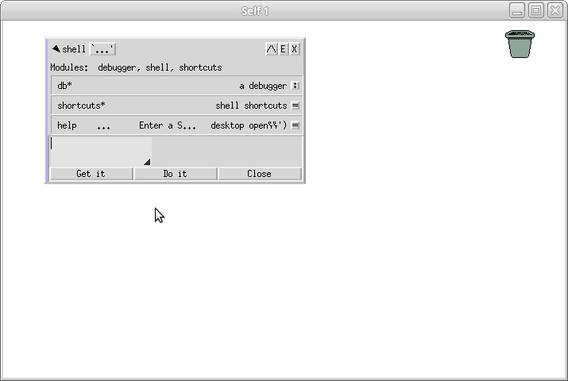 Self 1
shell `...' E X
Modules: debugger, shell, shortcuts
db* a debugger
shortcuts* shell shortcuts
help ... Enter a S... desktop open%%')
Get it Do it Close